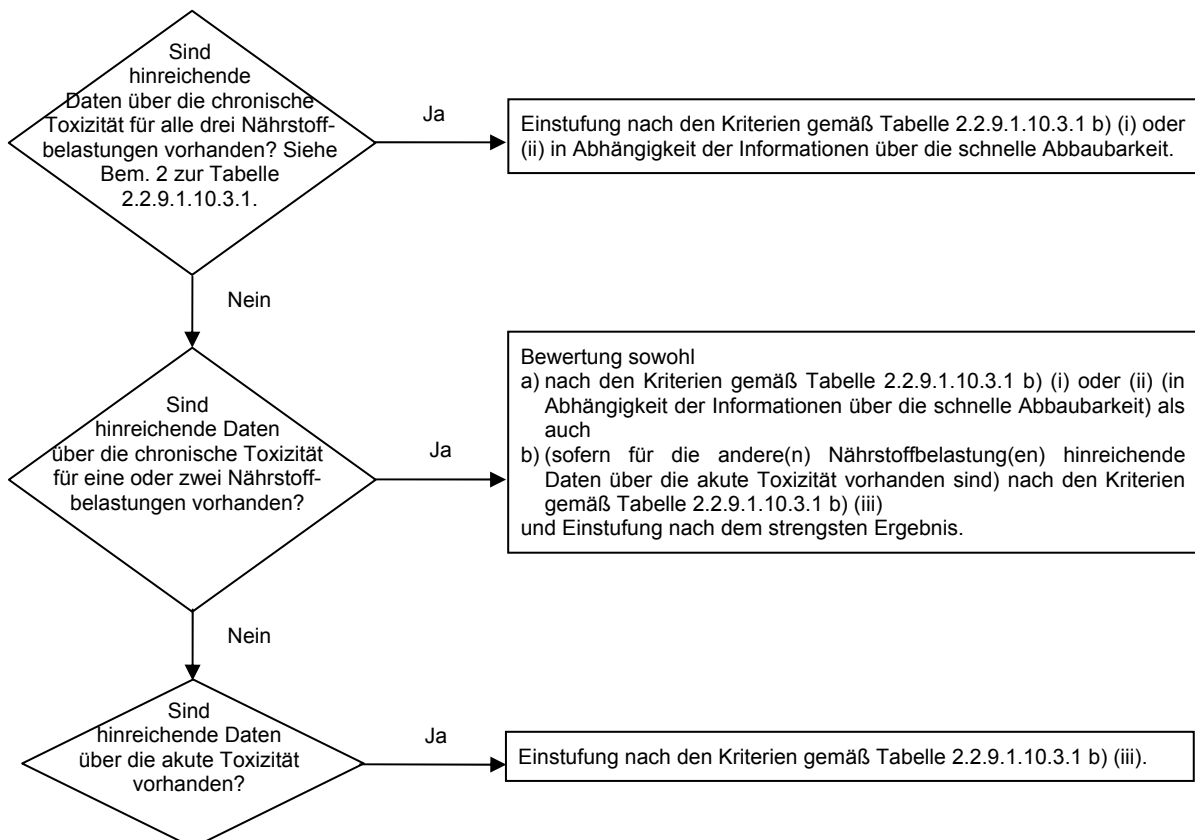 Sind
hinreichende
Daten über die chronische
Toxizität für alle drei Nährstoff-
belastungen vorhanden? Siehe
Bem. 2 zur Tabelle
2.2.9.1.10.3.1.
Ja
Einstufung nach den Kriterien gemäß Tabelle 2.2.9.1.10.3.1 b) (i) oder
(ii) in Abhängigkeit der Informationen über die schnelle Abbaubarkeit.
Nein
Sind
hinreichende Daten
über die chronische Toxizität
für eine oder zwei Nährstoff-
belastungen vorhanden?
Ja
Bewertung sowohl
a) nach den Kriterien gemäß Tabelle 2.2.9.1.10.3.1 b) (i) oder (ii) (in
Abhängigkeit der Informationen über die schnelle Abbaubarkeit) als
auch
b) (sofern für die andere(n) Nährstoffbelastung(en) hinreichende
Daten über die akute Toxizität vorhanden sind) nach den Kriterien
gemäß Tabelle 2.2.9.1.10.3.1 b) (iii)
und Einstufung nach dem strengsten Ergebnis.
Nein
Sind
hinreichende Daten
über die akute Toxizität
vorhanden?
Ja
Einstufung nach den Kriterien gemäß Tabelle 2.2.9.1.10.3.1 b) (iii).